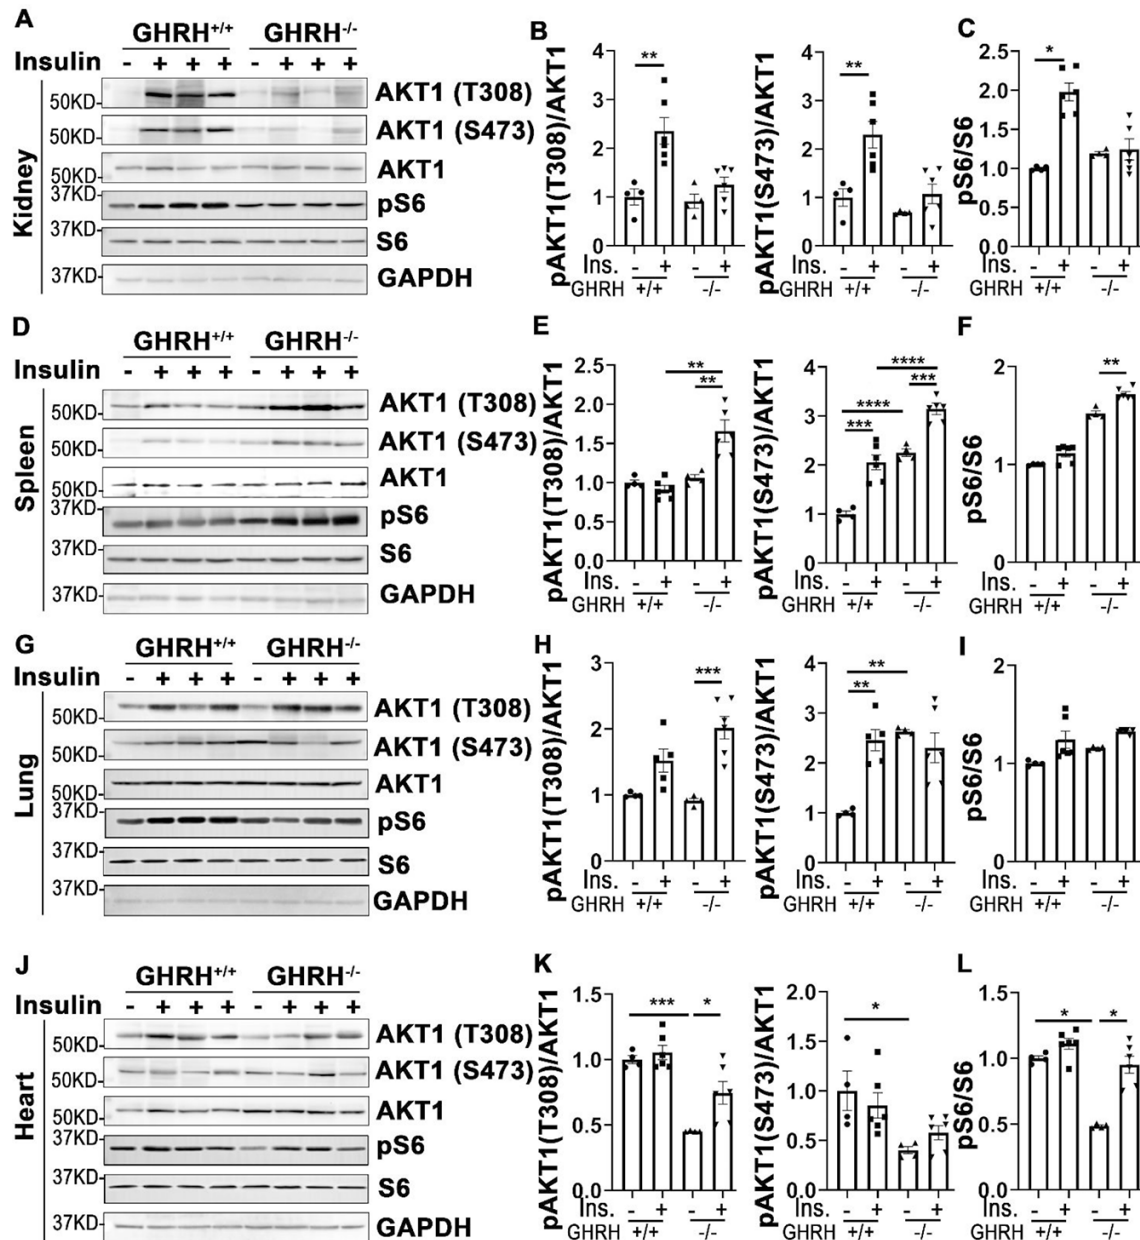 A
GHRH+/+ GHRH-/-
Insulin - + + + - + + +
Kidney
50KD- AKT1 (T308)
50KD- AKT1 (S473)
50KD- AKT1
37KD- pS6
37KD- S6
37KD- GAPDH
B
pAKT1(T308)/AKT1
4
3
2
1
0
**
Ins. - + - +
GHRH +/+ -/-
pAKT1(S473)/AKT1
4
3
2
1
0
**
Ins. - + - +
GHRH +/+ -/-
C
pS6/S6
2.5
2.0
1.5
1.0
0.5
0.0
*
- + - +
+/+ -/-
D
GHRH+/+ GHRH-/-
Insulin - + + + - + + +
Spleen
50KD- AKT1 (T308)
50KD- AKT1 (S473)
50KD- AKT1
37KD- pS6
37KD- S6
37KD- GAPDH
E
pAKT1(T308)/AKT1
2.5
2.0
1.5
1.0
0.5
0.0
**
**
Ins. - + - +
GHRH +/+ -/-
pAKT1(S473)/AKT1
4
3
2
1
0
****
***
****
***
Ins. - + - +
GHRH +/+ -/-
F
pS6/S6
2
1
0
**
- + - +
+/+ -/-
G
GHRH+/+ GHRH-/-
Insulin - + + + - + + +
Lung
50KD- AKT1 (T308)
50KD- AKT1 (S473)
50KD- AKT1
37KD- pS6
37KD- S6
37KD- GAPDH
H
pAKT1(T308)/AKT1
3
2
1
0
***
Ins. - + - +
GHRH +/+ -/-
pAKT1(S473)/AKT1
4
3
2
1
0
**
**
Ins. - + - +
GHRH +/+ -/-
I
pS6/S6
2
1
0
- + - +
+/+ -/-
J
GHRH+/+ GHRH-/-
Insulin - + + + - + + +
Heart
50KD- AKT1 (T308)
50KD- AKT1 (S473)
50KD- AKT1
37KD- pS6
37KD- S6
37KD- GAPDH
K
pAKT1(T308)/AKT1
1.5
1.0
0.5
0.0
*** *
Ins. - + - +
GHRH +/+ -/-
pAKT1(S473)/AKT1
2.0
1.5
1.0
0.5
0.0
*
Ins. - + - +
GHRH +/+ -/-
L
pS6/S6
1.5
1.0
0.5
0.0
* *
- + - +
+/+ -/-